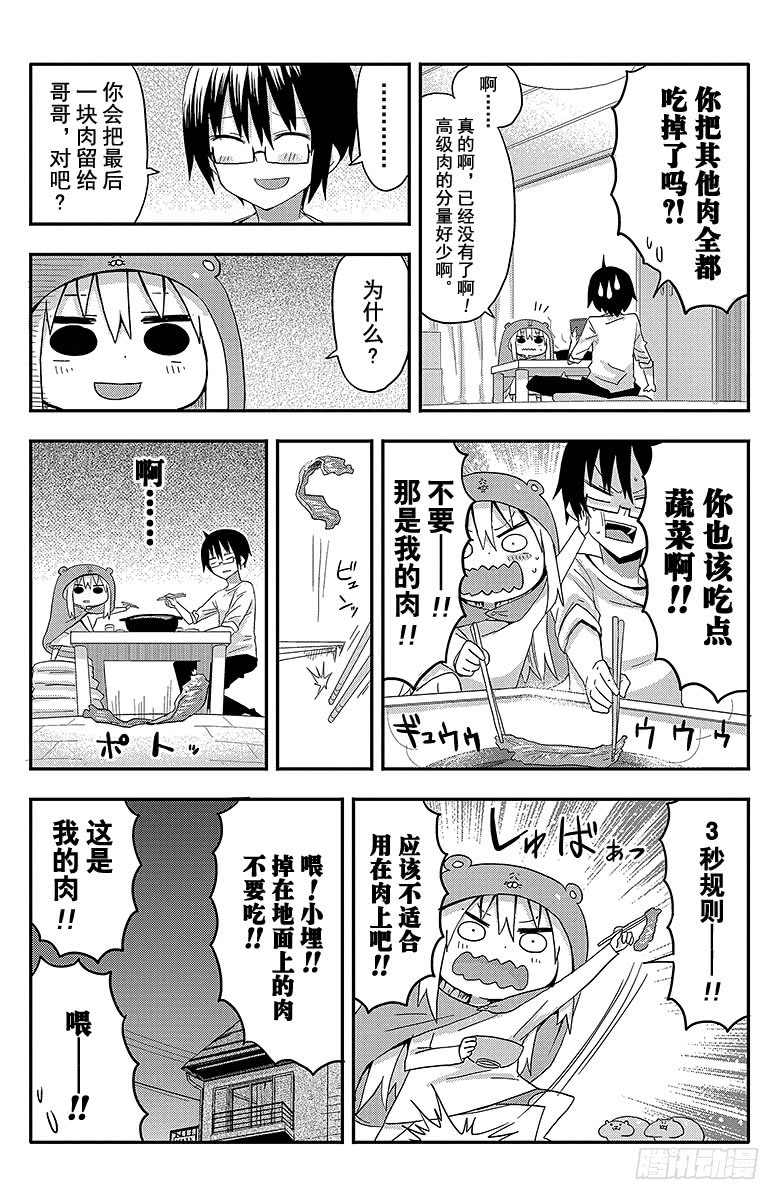 你把其他肉全都
吃掉了吗?!
啊……
真的啊，已经没有了啊！
高级肉的分量好少啊。
………
你会把最后
一块肉留给
哥哥，对吧？
为什么？
你也该吃点
蔬菜啊!!
不要——!!
那是我的肉!!
ギュウゥ
ウウゥ
ビュン
啊……
ポトッ
3秒规则——!!
しゅばぁっ
应该不适合
用在肉上吧!!
喂！小埋!!
掉在地面上的肉
不要吃!!
这是
我的肉!!
喂——!!
腾讯动漫